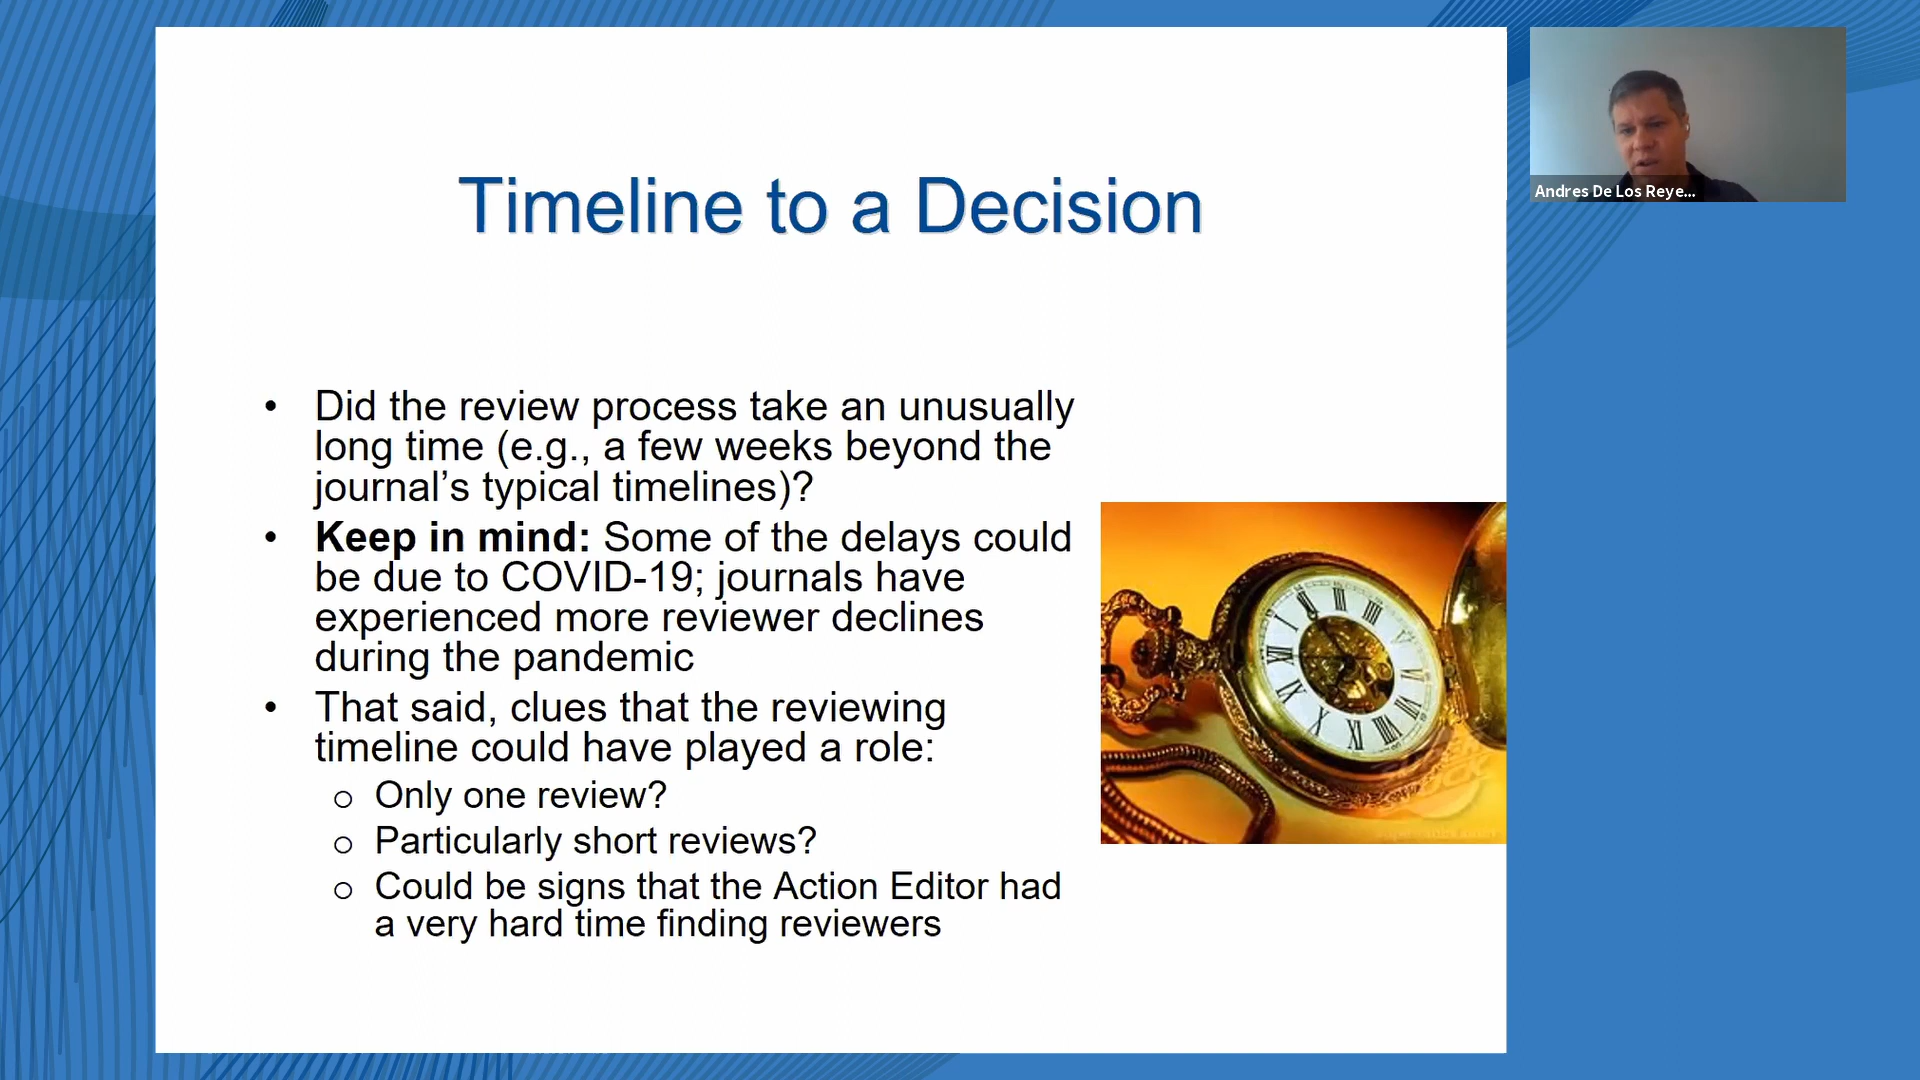 Timeline to a Decision
Andres De Los Reye...
• Did the review process take an unusually
long time (e.g., a few weeks beyond the
journal’s typical timelines)?
• Keep in mind: Some of the delays could
be due to COVID-19; journals have
experienced more reviewer declines
during the pandemic
• That said, clues that the reviewing
timeline could have played a role:
o Only one review?
o Particularly short reviews?
o Could be signs that the Action Editor had
a very hard time finding reviewers